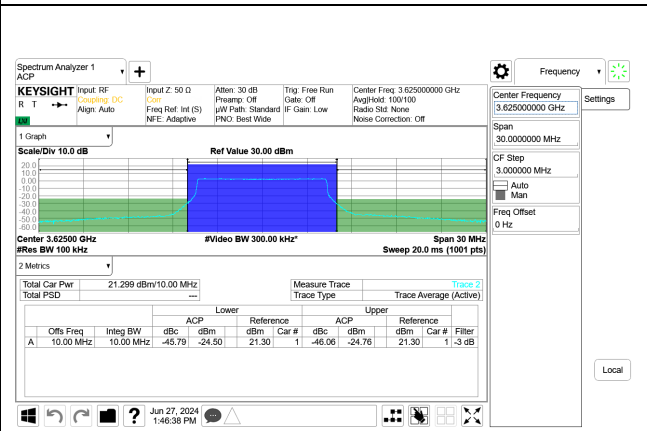 Spectrum Analyzer 1
ACP
+
Frequency
KEYSIGHT Input: RF Input Z: 50 Ω Atten: 30 dB Trig: Free Run Center Freq: 3.625000000 GHz
R T Coupling: DC Corr Preamp: Off Gate: Off Avg|Hold: 100/100
Align: Auto Freq Ref: Int (S) µW Path: Standard IF Gain: Low Radio Std: None
NFE: Adaptive PNO: Best Wide Noise Correction: Off
Center Frequency
3.625000000 GHz
Settings
Span
30.0000000 MHz
CF Step
3.000000 MHz
Auto
Man
Freq Offset
0 Hz
1 Graph
Scale/Div 10.0 dB Ref Value 30.00 dBm
20.0
10.0
0.00
-10.0
-20.0
-30.0
-40.0
-50.0
-60.0
Center 3.62500 GHz #Video BW 300.00 kHz* Span 30 MHz
#Res BW 100 kHz Sweep 20.0 ms (1001 pts)
2 Metrics
Total Car Pwr 21.299 dBm/10.00 MHz Measure Trace Trace 2
Total PSD --- Trace Type Trace Average (Active)
Lower Upper
ACP Reference ACP Reference
Offs Freq Integ BW dBc dBm dBm Car # dBc dBm dBm Car # Filter
A 10.00 MHz 10.00 MHz -45.79 -24.50 21.30 1 -46.06 -24.76 21.30 1 -3 dB
Local
? Jun 27, 2024
1:46:38 PM